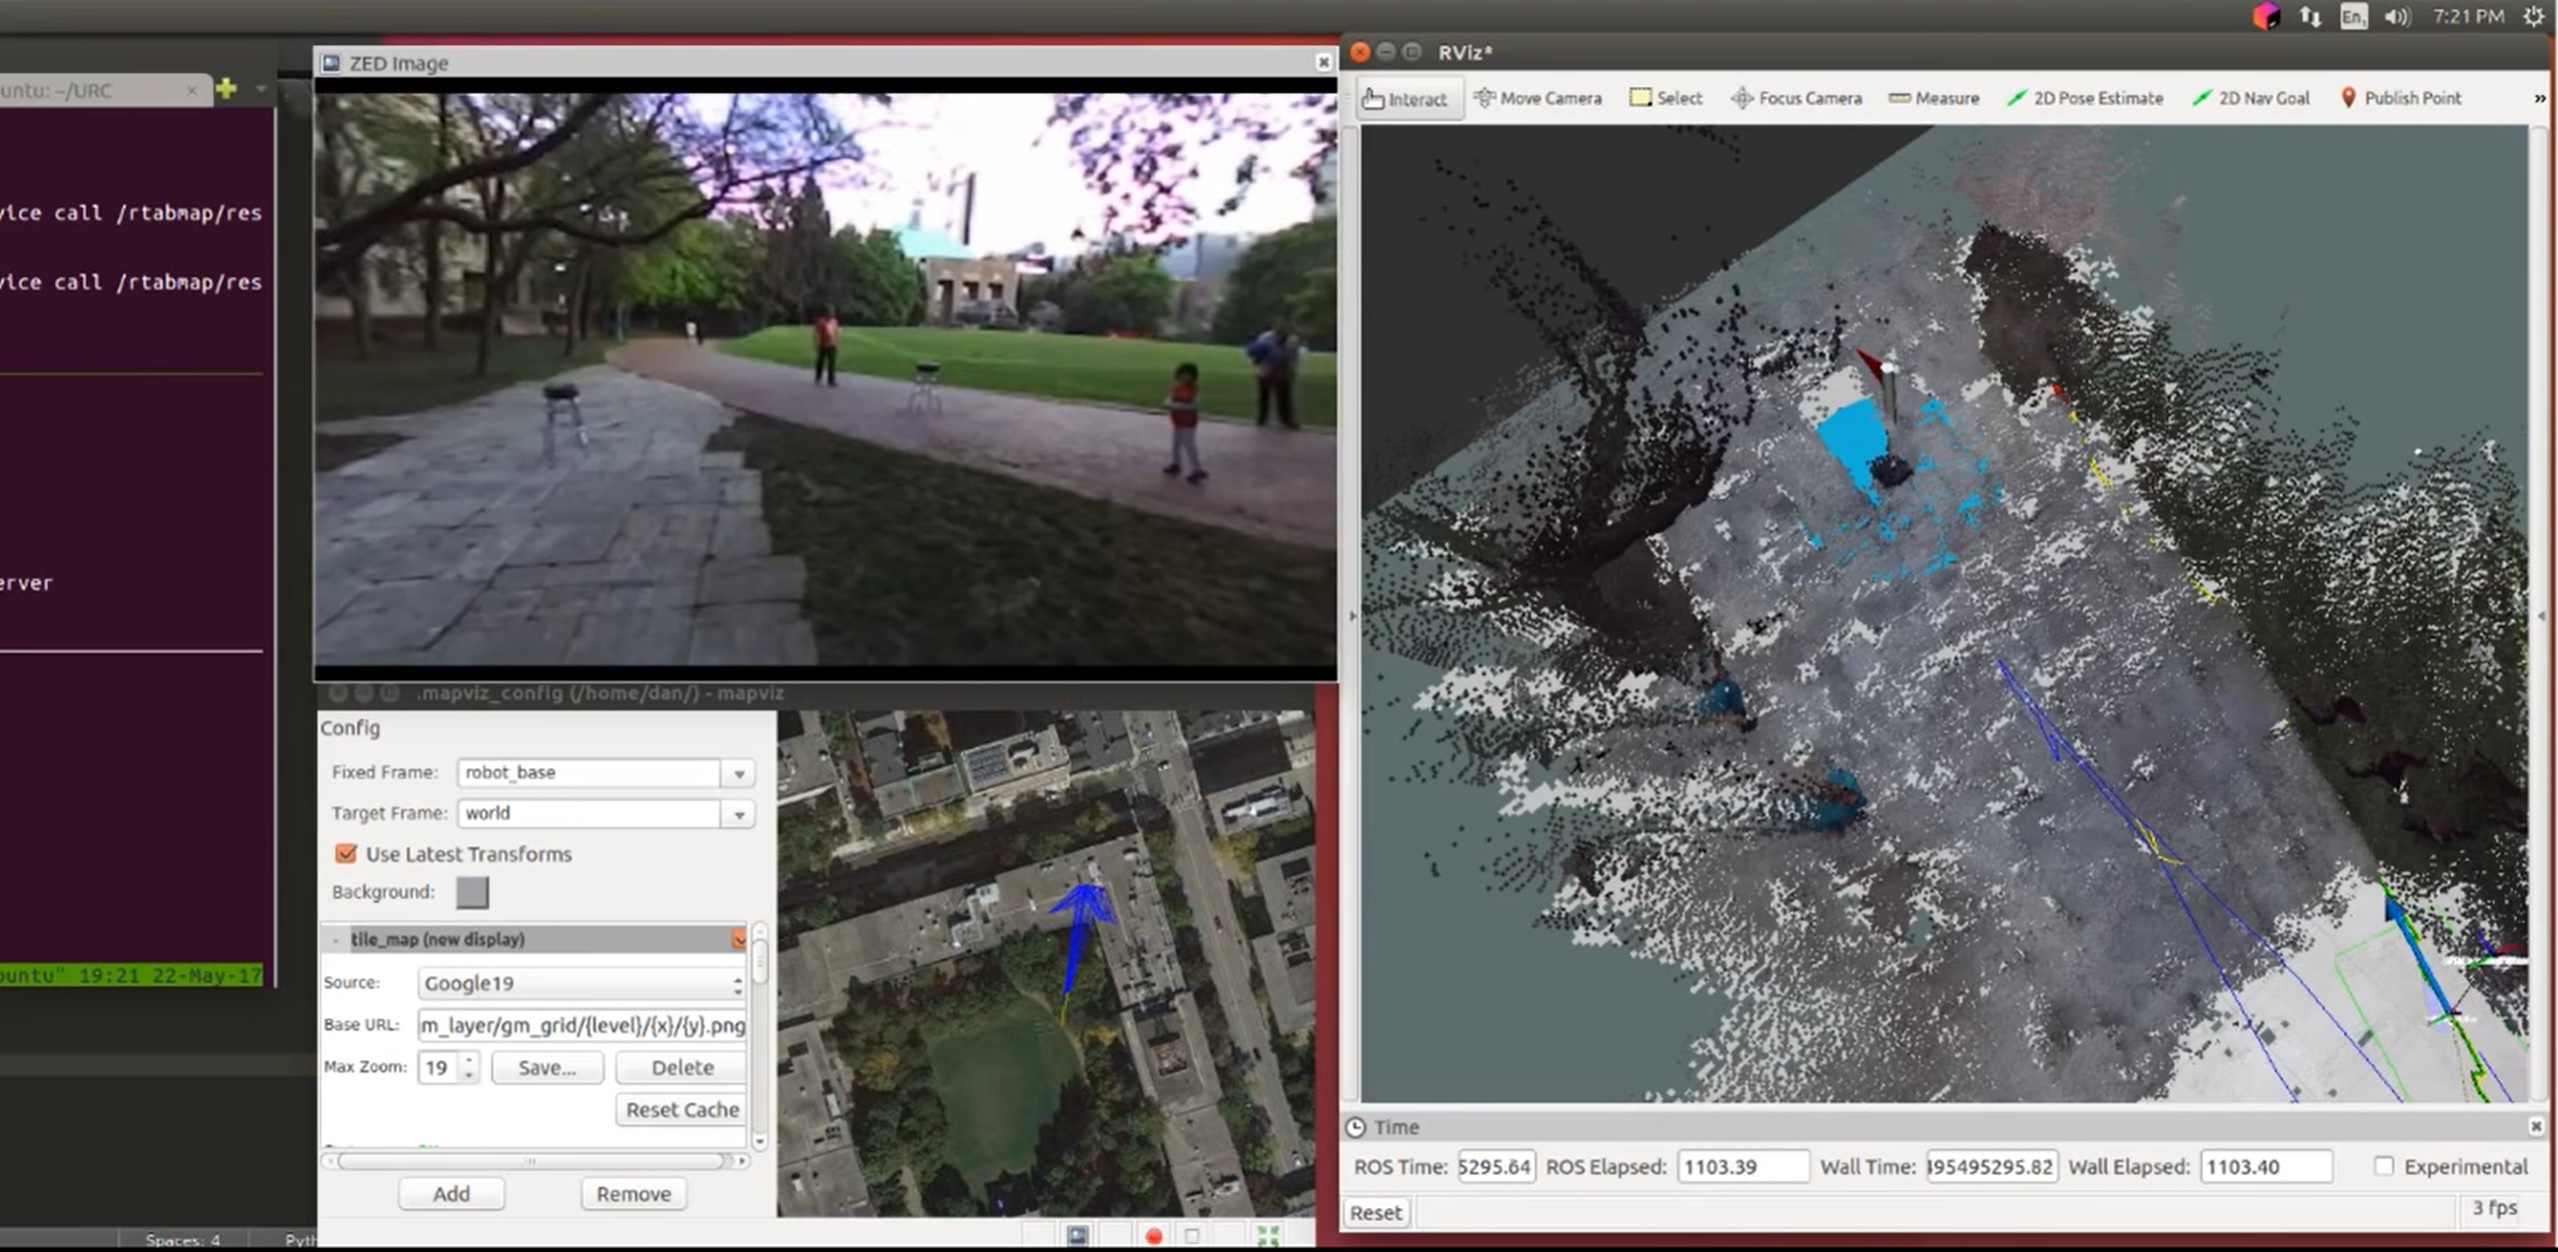 En₁
7:21 PM
untu: ~/URC
vice call /rtabmap/res
vice call /rtabmap/res
erver
ountu" 19:21 22-May-17
Spaces: 4
Pyth
ZED Image
.mapviz_config (/home/dan/) - mapviz
Config
Fixed Frame: robot_base
Target Frame: world
Use Latest Transforms
Background:
tile_map (new display)
Source: Google19
Base URL: m_layer/gm_grid/{level}/{x}/{y}.png
Max Zoom: 19 Save... Delete
Reset Cache
Add Remove
RViz*
Interact Move Camera Select Focus Camera Measure 2D Pose Estimate 2D Nav Goal Publish Point »
Time
ROS Time: 5295.64 ROS Elapsed: 1103.39 Wall Time: 495495295.82 Wall Elapsed: 1103.40 Experimental
Reset
3 fps